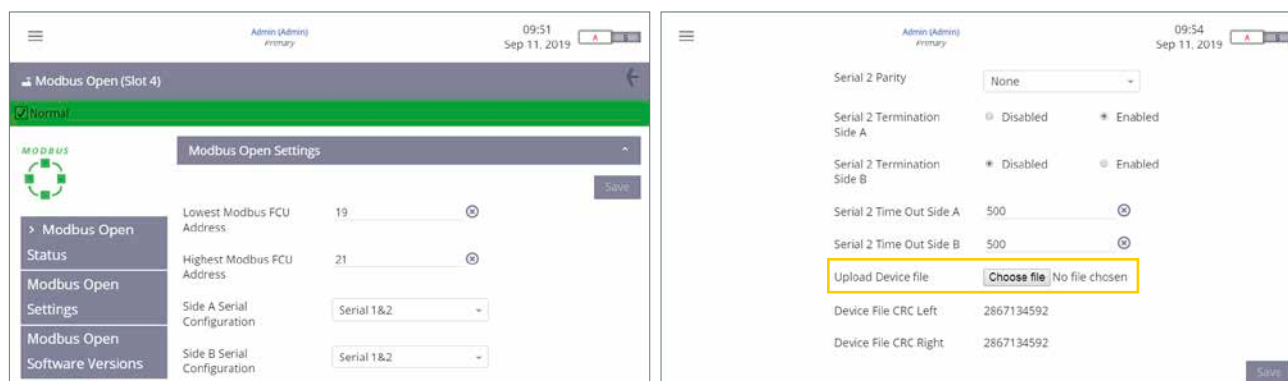 Admin (Admin)
Primary
09:51
Sep 11, 2019
A
Modbus Open (Slot 4)
Normal
MODBUS
> Modbus Open
Status
Modbus Open
Settings
Modbus Open
Software Versions
Modbus Open Settings
Save
Lowest Modbus FCU
Address
19
Highest Modbus FCU
Address
21
Side A Serial
Configuration
Serial 1&2
Side B Serial
Configuration
Serial 1&2
Admin (Admin)
Primary
09:54
Sep 11, 2019
A
Serial 2 Parity
None
Serial 2 Termination
Side A
Disabled
Enabled
Serial 2 Termination
Side B
Disabled
Enabled
Serial 2 Time Out Side A
500
Serial 2 Time Out Side B
500
Upload Device file
Choose file No file chosen
Device File CRC Left
2867134592
Device File CRC Right
2867134592
Save